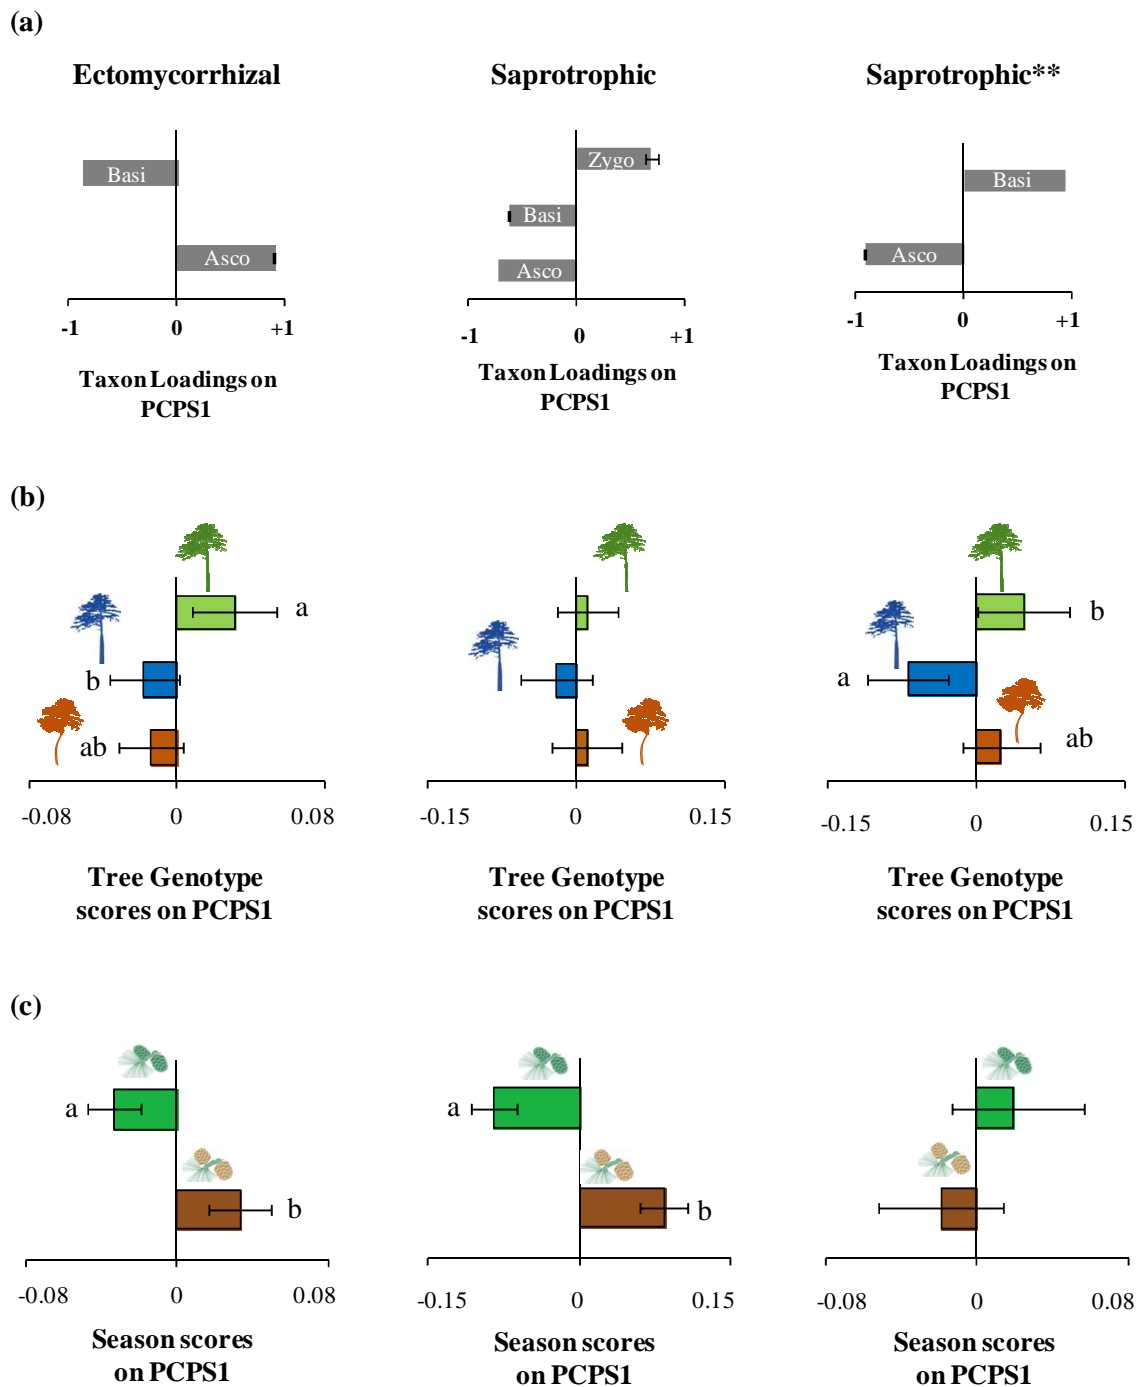 (a)
Ectomycorrhizal
Saprotrophic
Saprotrophic**
Basi
Asco
-1
0
+1
Taxon Loadings on
PCPS1
Zygo
Basi
Asco
-1
0
+1
Taxon Loadings on
PCPS1
Basi
Asco
-1
0
+1
Taxon Loadings on
PCPS1
(b)
a
b
ab
-0.08
0
0.08
Tree Genotype
scores on PCPS1
-0.15
0
0.15
Tree Genotype
scores on PCPS1
b
a
ab
-0.15
0
0.15
Tree Genotype
scores on PCPS1
(c)
a
b
-0.08
0
0.08
Season scores
on PCPS1
a
b
-0.15
0
0.15
Season scores
on PCPS1
-0.08
0
0.08
Season scores
on PCPS1